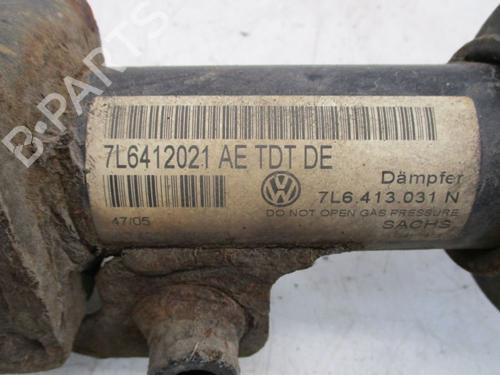 7L6412021 AE TDT DE
Dämpfer
7L6.413.031 N
DO NOT OPEN GAS PRESSURE
SACHS
47/05
B-PARTS